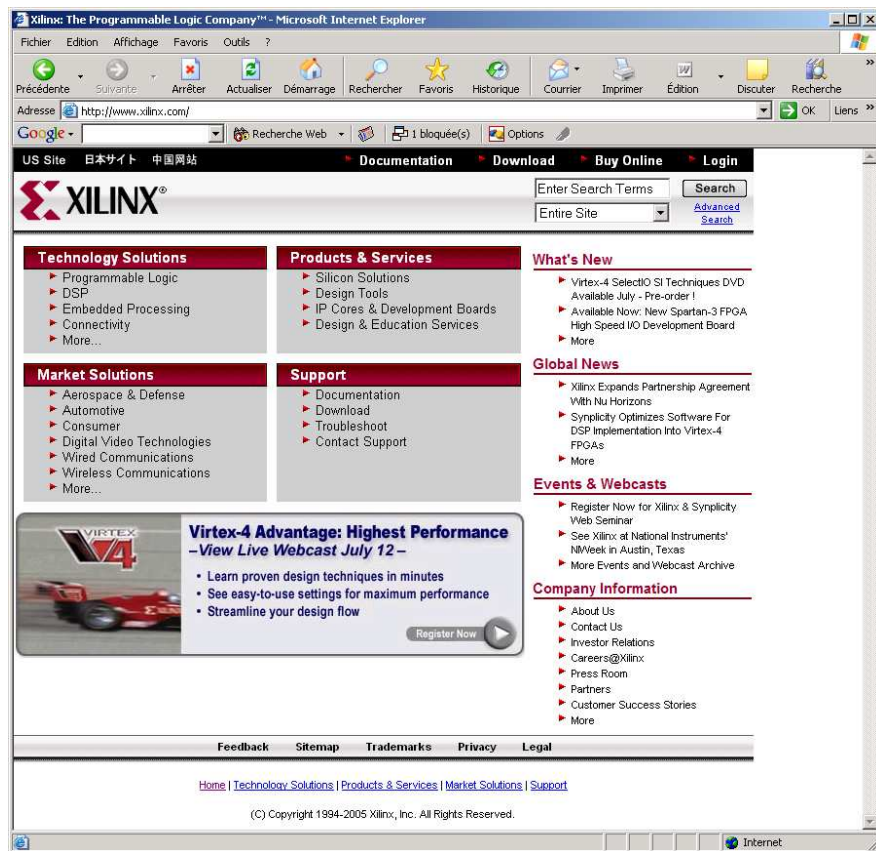 Xilinx: The Programmable Logic Company™ - Microsoft Internet Explorer
Fichier Edition Affichage Favoris Outils ?
Précédente Suivante Arrêter Actualiser Démarrage Rechercher Favoris Historique Courrier Imprimer Édition Discuter Recherche »
Adresse http://www.xilinx.com/ OK Liens »
Google Recherche Web 1 bloquée(s) Options
US Site 日本サイト 中国网站 Documentation Download Buy Online Login
XILINX®
Enter Search Terms Search
Entire Site Advanced Search
Technology Solutions
Programmable Logic
DSP
Embedded Processing
Connectivity
More...
Products & Services
Silicon Solutions
Design Tools
IP Cores & Development Boards
Design & Education Services
Market Solutions
Aerospace & Defense
Automotive
Consumer
Digital Video Technologies
Wired Communications
Wireless Communications
More...
Support
Documentation
Download
Troubleshoot
Contact Support
VIRTEX
4
Virtex-4 Advantage: Highest Performance
–View Live Webcast July 12 –
• Learn proven design techniques in minutes
• See easy-to-use settings for maximum performance
• Streamline your design flow
Register Now
What's New
Virtex-4 SelectIO SI Techniques DVD
Available July - Pre-order !
Available Now: New Spartan-3 FPGA
High Speed I/O Development Board
More
Global News
Xilinx Expands Partnership Agreement
With Nu Horizons
Synplicity Optimizes Software For
DSP Implementation Into Virtex-4
FPGAs
More
Events & Webcasts
Register Now for Xilinx & Synplicity
Web Seminar
See Xilinx at National Instruments'
NIWeek in Austin, Texas
More Events and Webcast Archive
Company Information
About Us
Contact Us
Investor Relations
Careers@Xilinx
Press Room
Partners
Customer Success Stories
More
Feedback Sitemap Trademarks Privacy Legal
Home | Technology Solutions | Products & Services | Market Solutions | Support
(C) Copyright 1994-2005 Xilinx, Inc. All Rights Reserved.
Internet